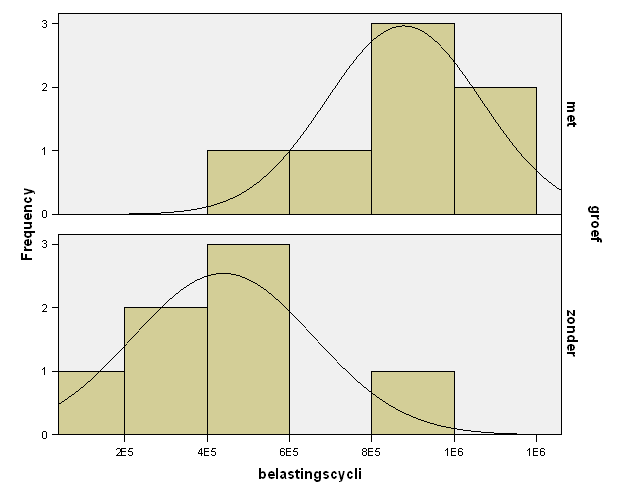 3
2
1
0
met
3
2
1
0
zonder
Frequency
groef
2E5 4E5 6E5 8E5 1E6 1E6
belastingscycli